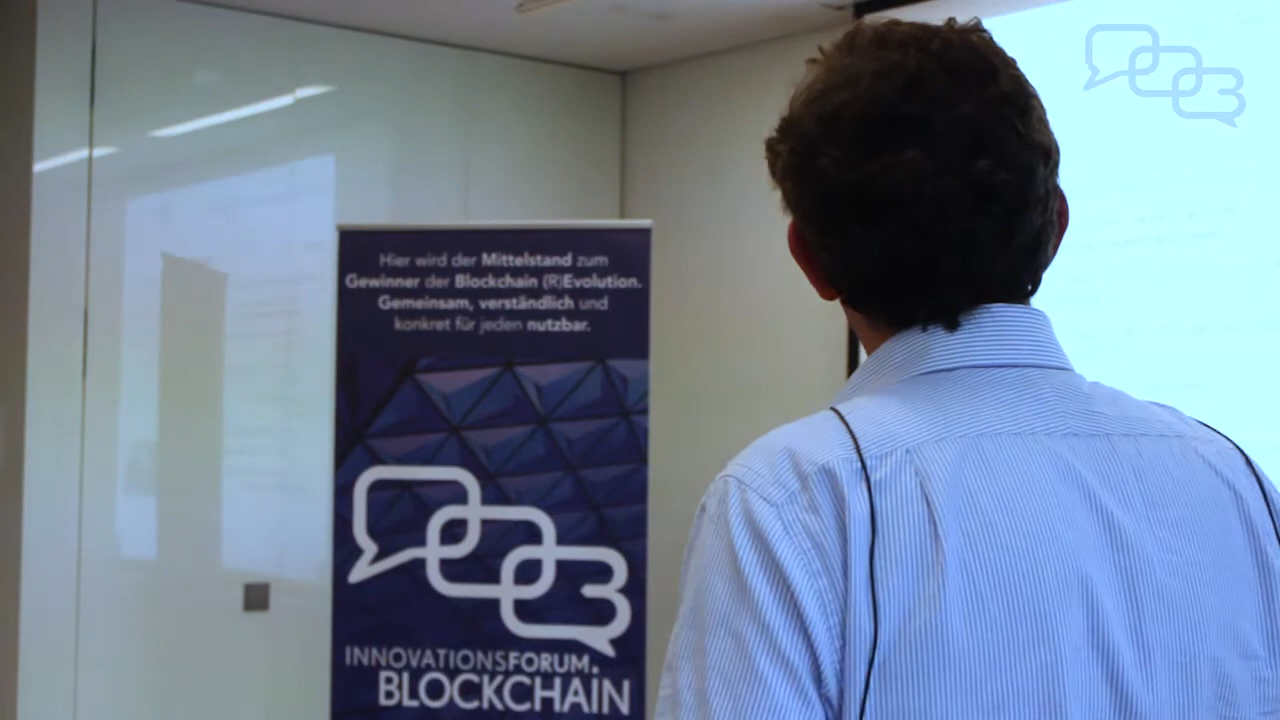 Hier wird der Mittelstand zum
Gewinner der Blockchain (R)Evolution.
Gemeinsam, verständlich und
konkret für jeden nutzbar.
INNOVATIONSFORUM.
BLOCKCHAiN